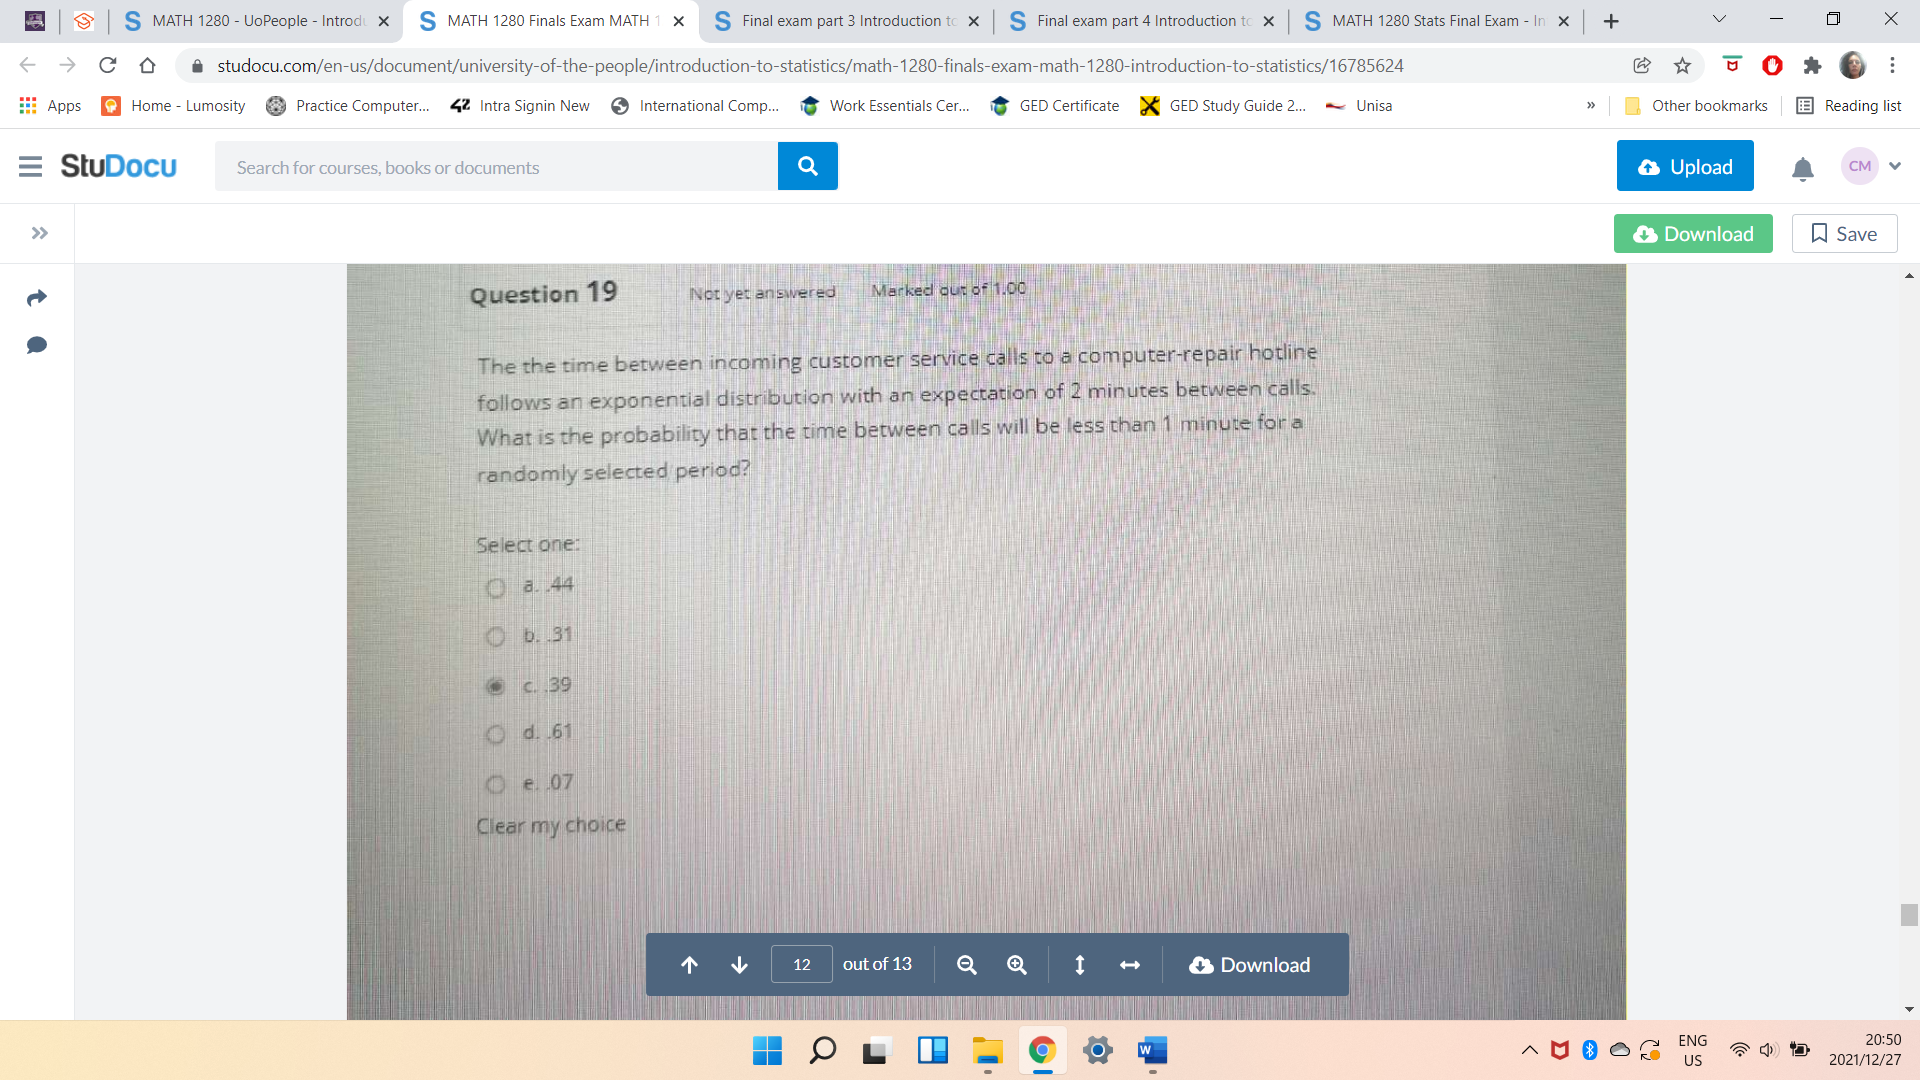 MATH 1280 - UoPeople - Introdu
MATH 1280 Finals Exam MATH 1
Final exam part 3 Introduction to
Final exam part 4 Introduction to
MATH 1280 Stats Final Exam - In
studocu.com/en-us/document/university-of-the-people/introduction-to-statistics/math-1280-finals-exam-math-1280-introduction-to-statistics/16785624
Apps
Home - Lumosity
Practice Computer...
Intra Signin New
International Comp...
Work Essentials Cer...
GED Certificate
GED Study Guide 2...
Unisa
»
Other bookmarks
Reading list
StuDocu
Search for courses, books or documents
Upload
CM
Download
Save
Question 19
Not yet answered
Marked out of 1.00
The the time between incoming customer service calls to a computer-repair hotline
follows an exponential distribution with an expectation of 2 minutes between calls.
What is the probability that the time between calls will be less than 1 minute for a
randomly selected period?
Select one:
a. .44
b. .31
c. .39
d. .61
e. .07
Clear my choice
12
out of 13
Download
ENG
US
20:50
2021/12/27